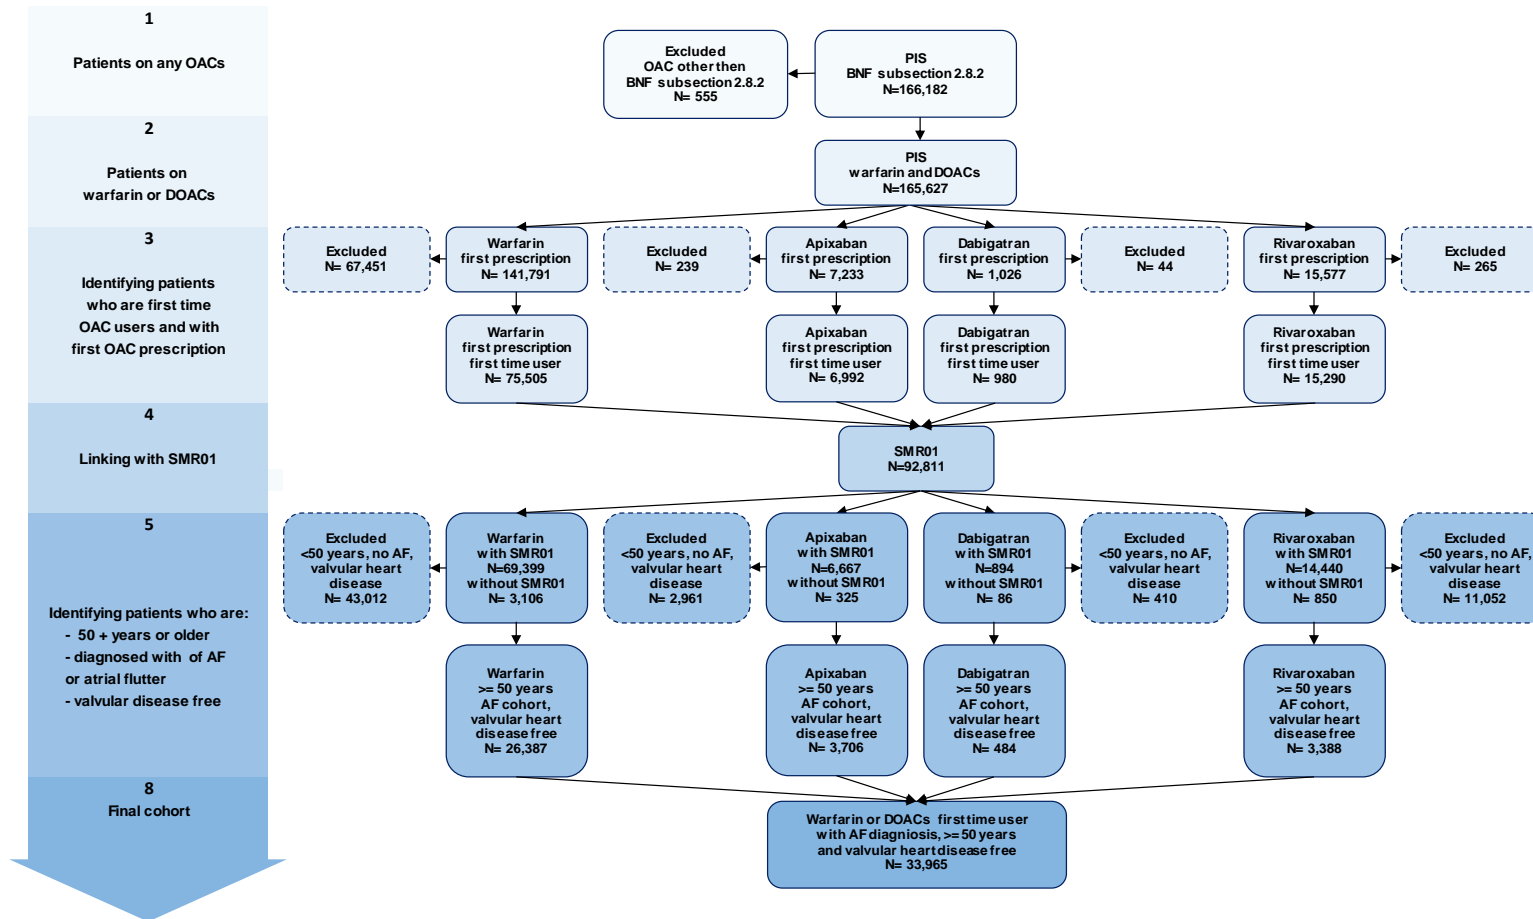 1
Patients on any OACs
2
Patients on
warfarin or DOACs
3
Identifying patients
who are first time
OAC users and with
first OAC prescription
4
Linking with SMR01
5
Identifying patients who are:
- 50 + years or older
- diagnosed with of AF
or atrial flutter
- valvular disease free
8
Final cohort
Excluded
OAC other then
BNF subsection 2.8.2
N= 555
PIS
BNF subsection 2.8.2
N=166,182
PIS
warfarin and DOACs
N=165,627
Excluded
N= 67,451
Warfarin
first prescription
N= 141,791
Excluded
N= 239
Apixaban
first prescription
N= 7,233
Dabigatran
first prescription
N= 1,026
Excluded
N= 44
Rivaroxaban
first prescription
N= 15,577
Excluded
N= 265
Warfarin
first prescription
first time user
N= 75,505
Apixaban
first prescription
first time user
N= 6,992
Dabigatran
first prescription
first time user
N= 980
Rivaroxaban
first prescription
first time user
N= 15,290
SMR01
N=92,811
Excluded
<50 years, no AF,
valvular heart
disease
N= 43,012
Warfarin
with SMR01
N=69,399
without SMR01
N= 3,106
Excluded
<50 years, no AF,
valvular heart
disease
N= 2,961
Apixaban
with SMR01
N=6,667
without SMR01
N= 325
Dabigatran
with SMR01
N=894
without SMR01
N= 86
Excluded
<50 years, no AF,
valvular heart
disease
N= 410
Rivaroxaban
with SMR01
N=14,440
without SMR01
N= 850
Excluded
<50 years, no AF,
valvular heart
disease
N= 11,052
Warfarin
>= 50 years
AF cohort,
valvular heart
disease free
N= 26,387
Apixaban
>= 50 years
AF cohort,
valvular heart
disease free
N= 3,706
Dabigatran
>= 50 years
AF cohort,
valvular heart
disease free
N= 484
Rivaroxaban
>= 50 years
AF cohort,
valvular heart
disease free
N= 3,388
Warfarin or DOACs first time user
with AF diagniosis, >= 50 years
and valvular heart disease free
N= 33,965